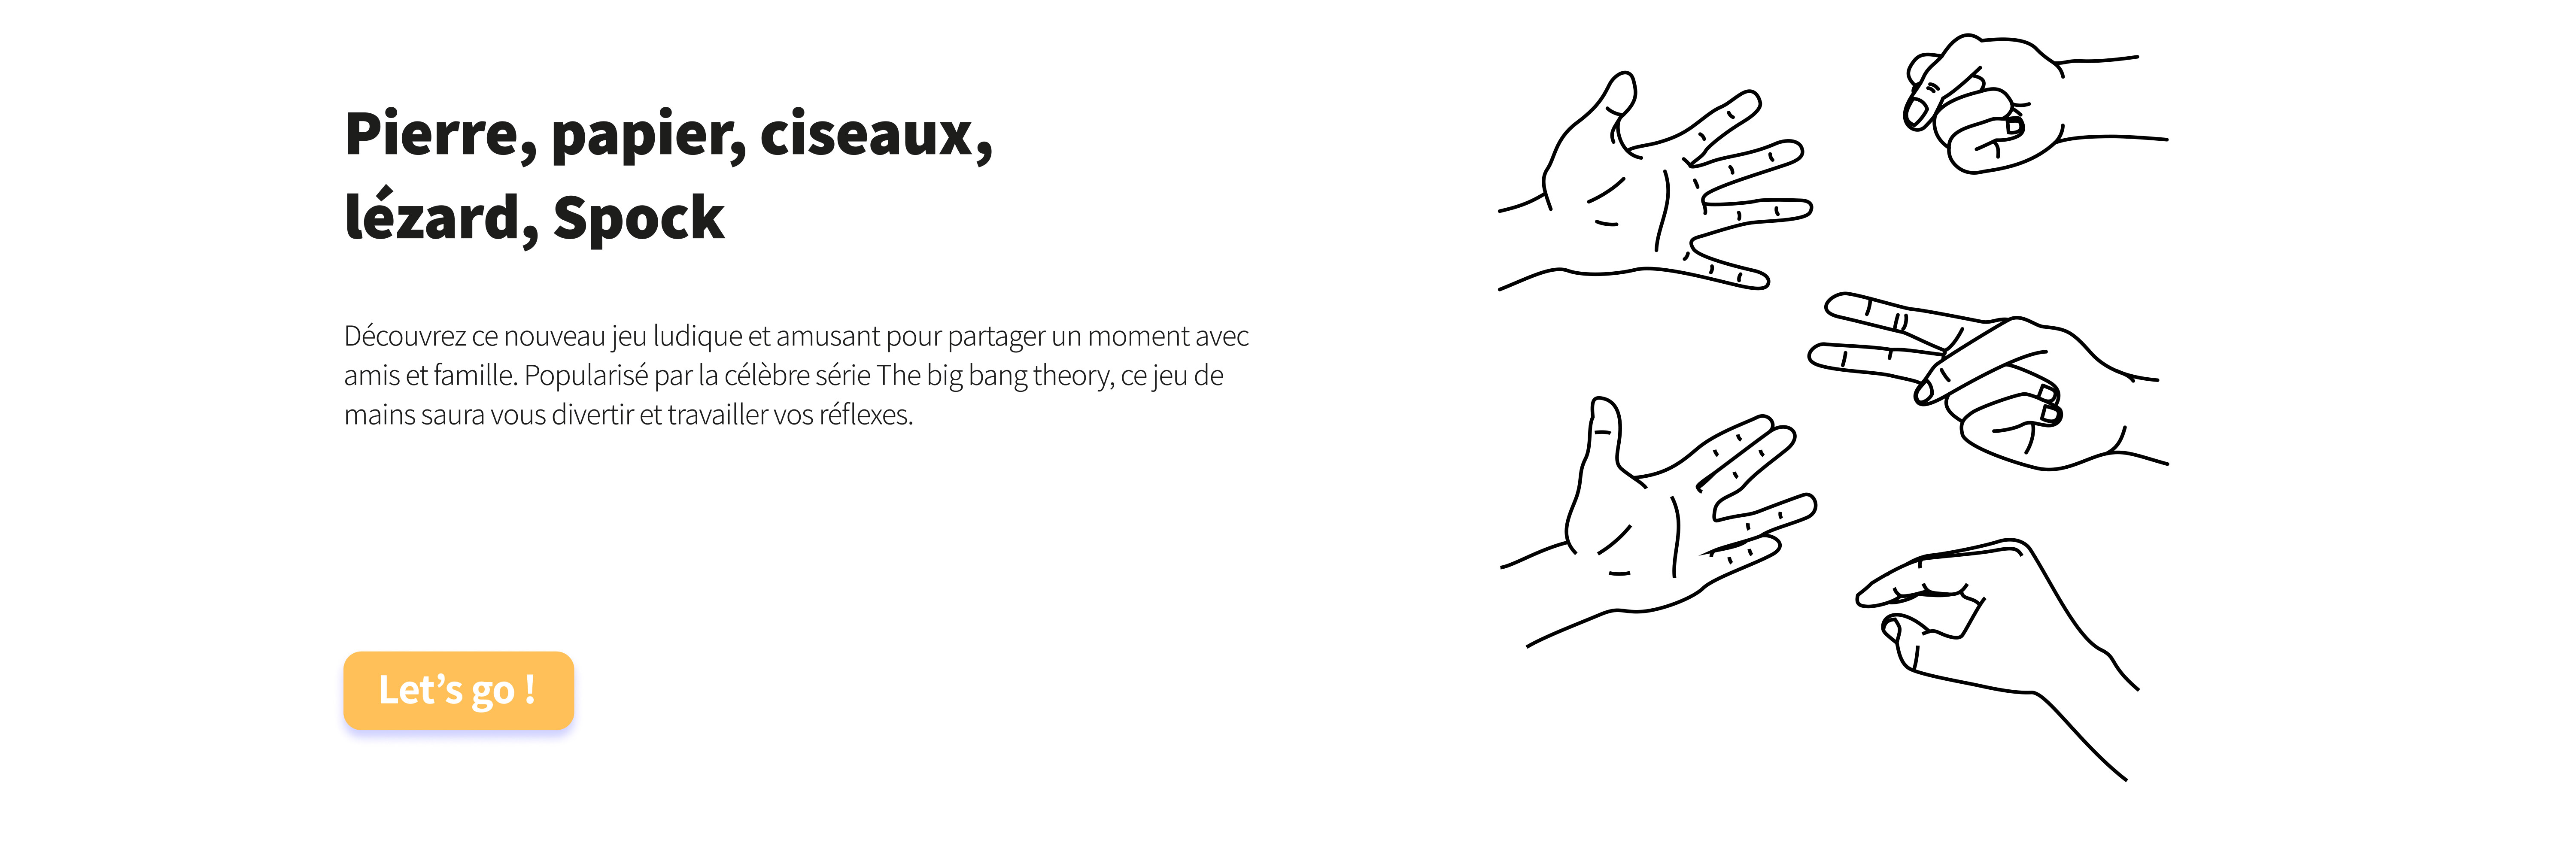 Pierre, papier, ciseaux,
lézard, Spock
Découvrez ce nouveau jeu ludique et amusant pour partager un moment avec
amis et famille. Popularisé par la célèbre série The big bang theory, ce jeu de
mains saura vous divertir et travailler vos réflexes.
Let’s go !